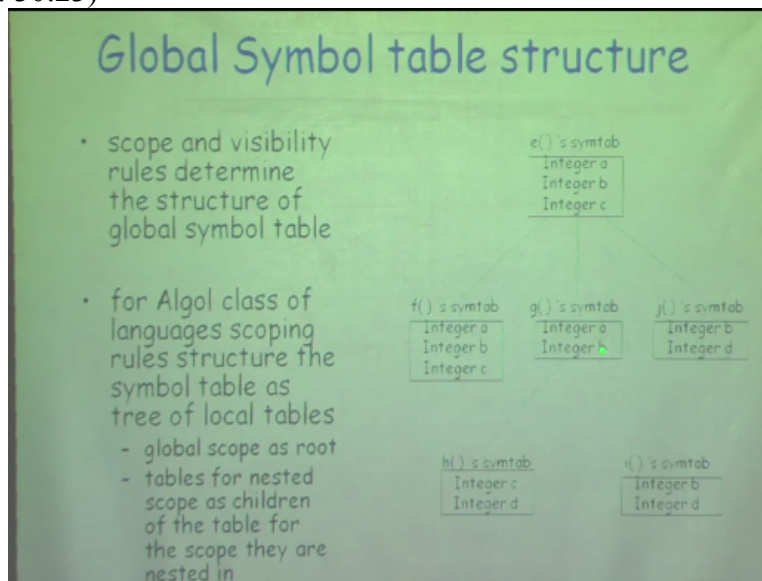 Global Symbol table structure
• scope and visibility
rules determine
the structure of
global symbol table
• for Algol class of
languages scoping
rules structure the
symbol table as
tree of local tables
- global scope as root
- tables for nested
scope as children
of the table for
the scope they are
nested in
e()'s symtab
Integer a
Integer b
Integer c
f()'s symtab
Integer a
Integer b
Integer c
g()'s symtab
Integer a
Integer b
j()'s symtab
Integer b
Integer d
h()'s symtab
Integer c
Integer d
i()'s symtab
Integer b
Integer d